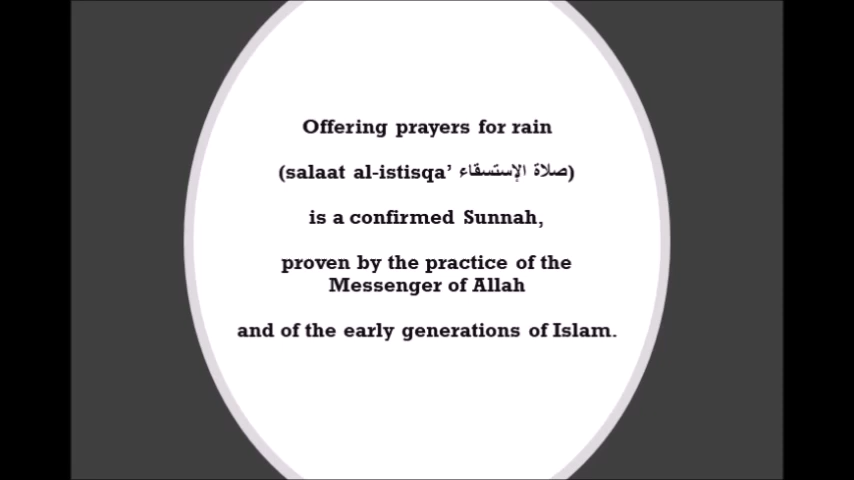 Offering prayers for rain
(salaat al-istisqa’ صلاة الإستسقاء)
is a confirmed Sunnah,
proven by the practice of the
Messenger of Allah
and of the early generations of Islam.